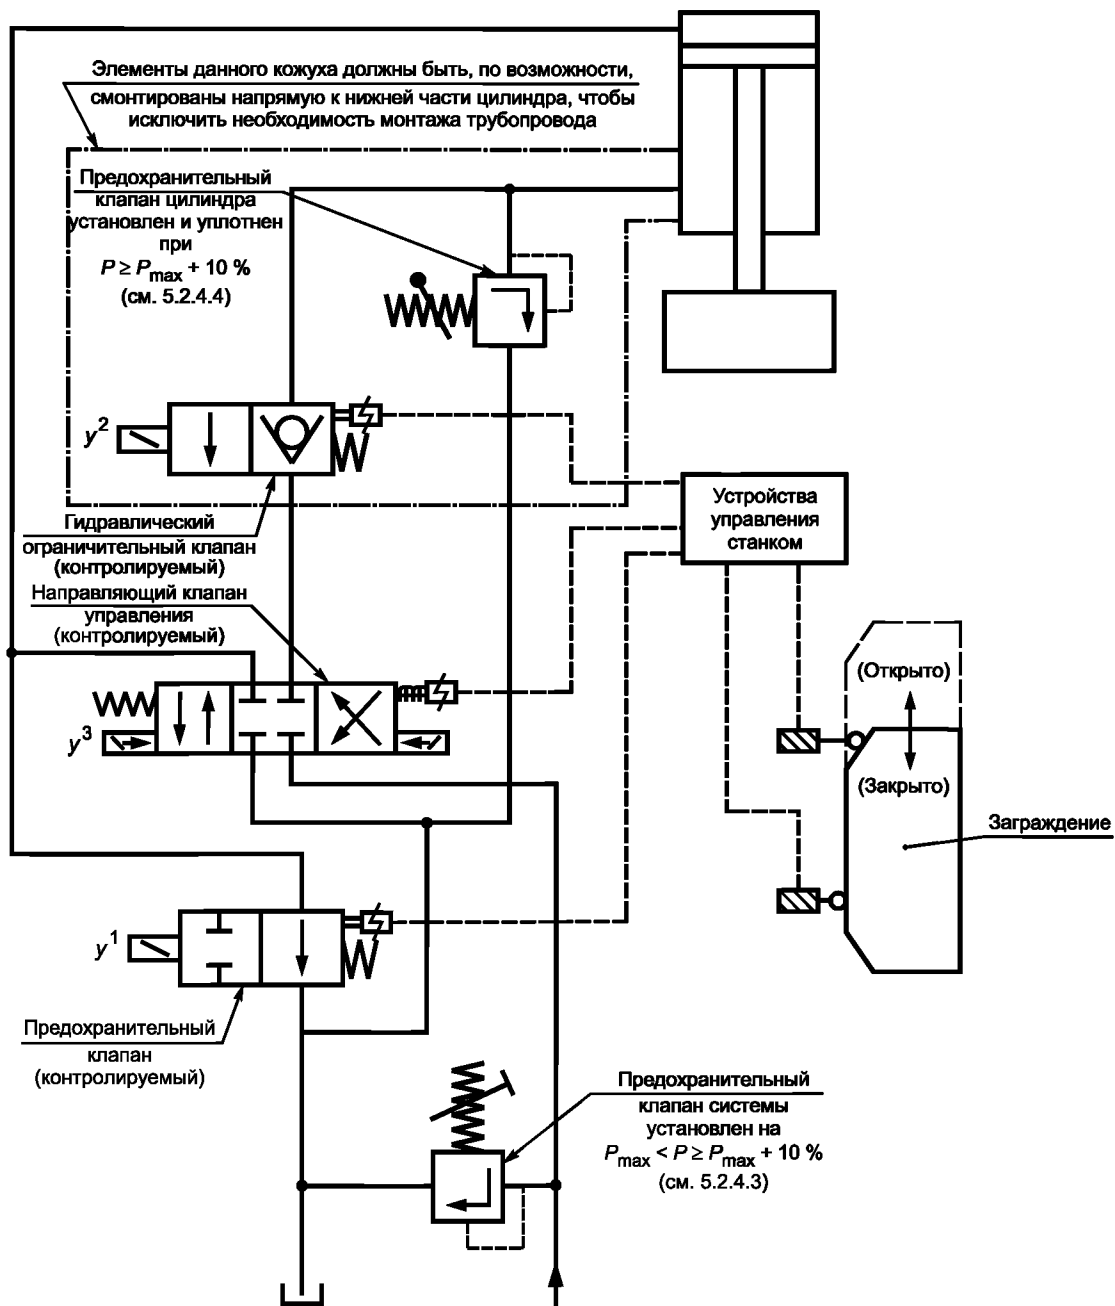 Элементы данного кожуха должны быть, по возможности,
смонтированы напрямую к нижней части цилиндра, чтобы
исключить необходимость монтажа трубопровода
Предохранительный
клапан цилиндра
установлен и уплотнен
при
P ≥ Pmax + 10 %
(см. 5.2.4.4)
y2
Гидравлический
ограничительный клапан
(контролируемый)
Устройства
управления
станком
Направляющий клапан
управления
(контролируемый)
y3
(Открыто)
(Закрыто)
Заграждение
y1
Предохранительный
клапан
(контролируемый)
Предохранительный
клапан системы
установлен на
Pmax < P ≥ Pmax + 10 %
(см. 5.2.4.3)